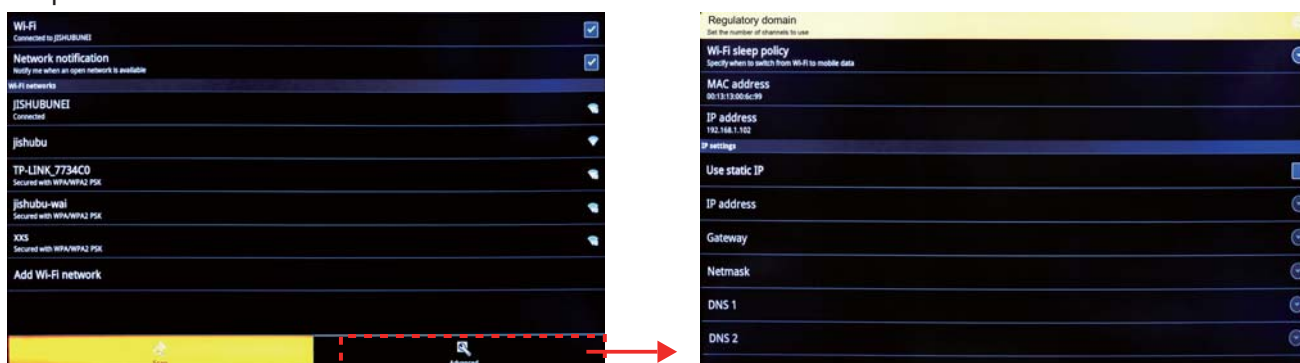 Wi-Fi
Connected to JISHUBUNEI
Network notification
Notify me when an open network is available
Wi-Fi networks
JISHUBUNEI
Connected
jishubu
TP-LINK_7734C0
Secured with WPA/WPA2 PSK
jishubu-wai
Secured with WPA/WPA2 PSK
xxs
Secured with WPA/WPA2 PSK
Add Wi-Fi network
Scan
Advanced
Regulatory domain
Set the number of channels to use
Wi-Fi sleep policy
Specify when to switch from Wi-Fi to mobile data
MAC address
00:13:13:00:6c:99
IP address
192.168.1.102
IP settings
Use static IP
IP address
Gateway
Netmask
DNS 1
DNS 2